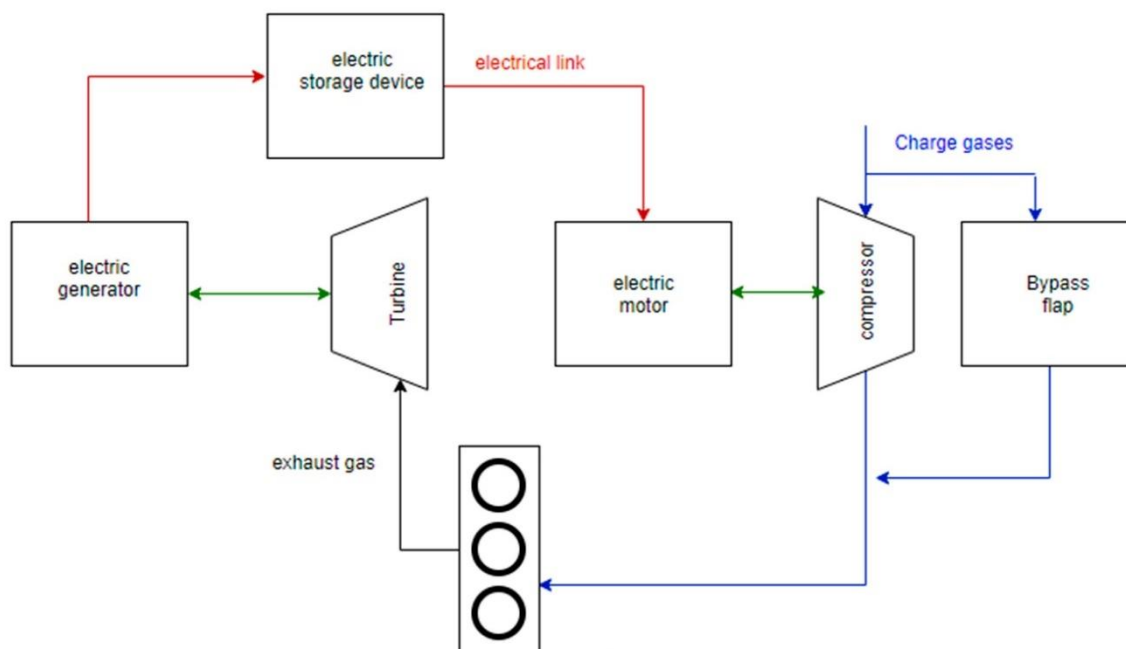 electric
storage device
electrical link
Charge gases
electric
generator
Turbine
electric
motor
compressor
Bypass
flap
exhaust gas